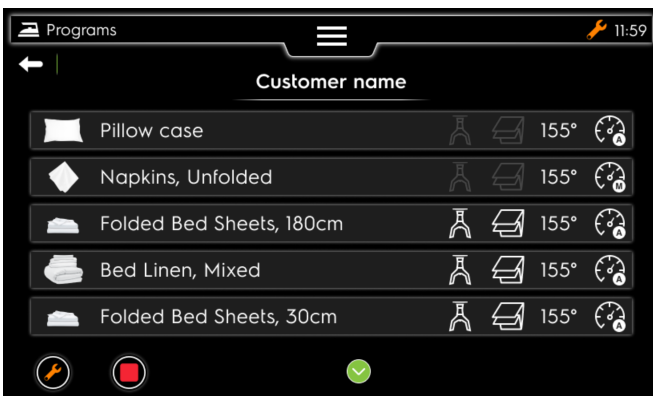 Programs
11:59
Customer name
Pillow case 155° A
Napkins, Unfolded 155° M
Folded Bed Sheets, 180cm 155° A
Bed Linen, Mixed 155° A
Folded Bed Sheets, 30cm 155° A